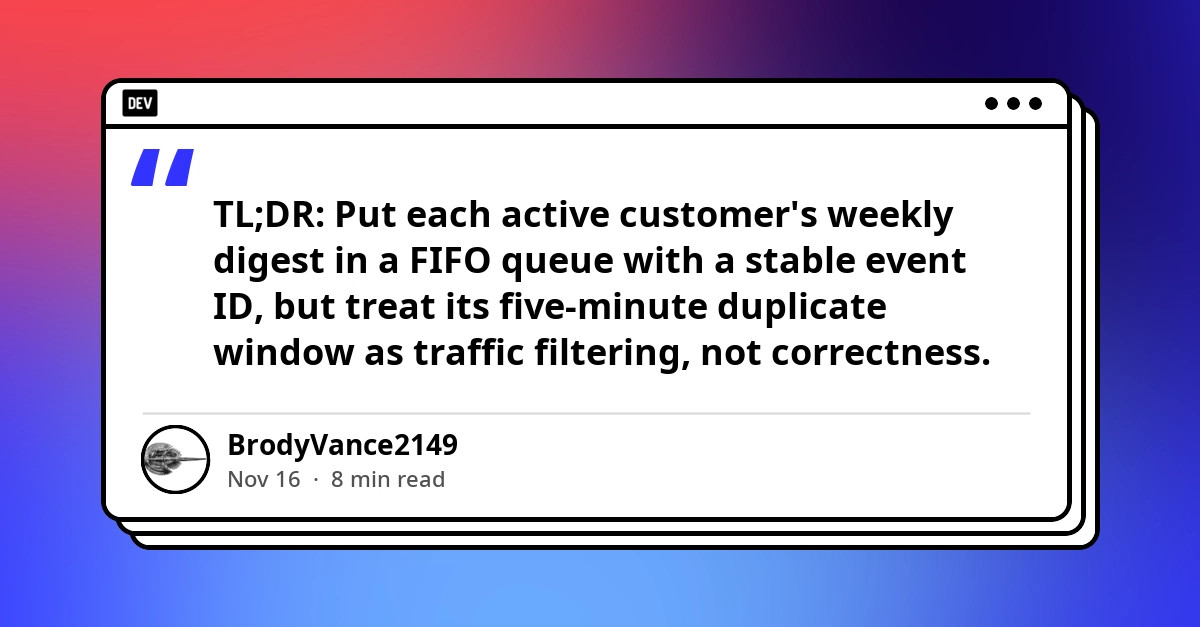 DEV
“
TL;DR: Put each active customer's weekly
digest in a FIFO queue with a stable event
ID, but treat its five-minute duplicate
window as traffic filtering, not correctness.
BrodyVance2149
Nov 16 · 8 min read